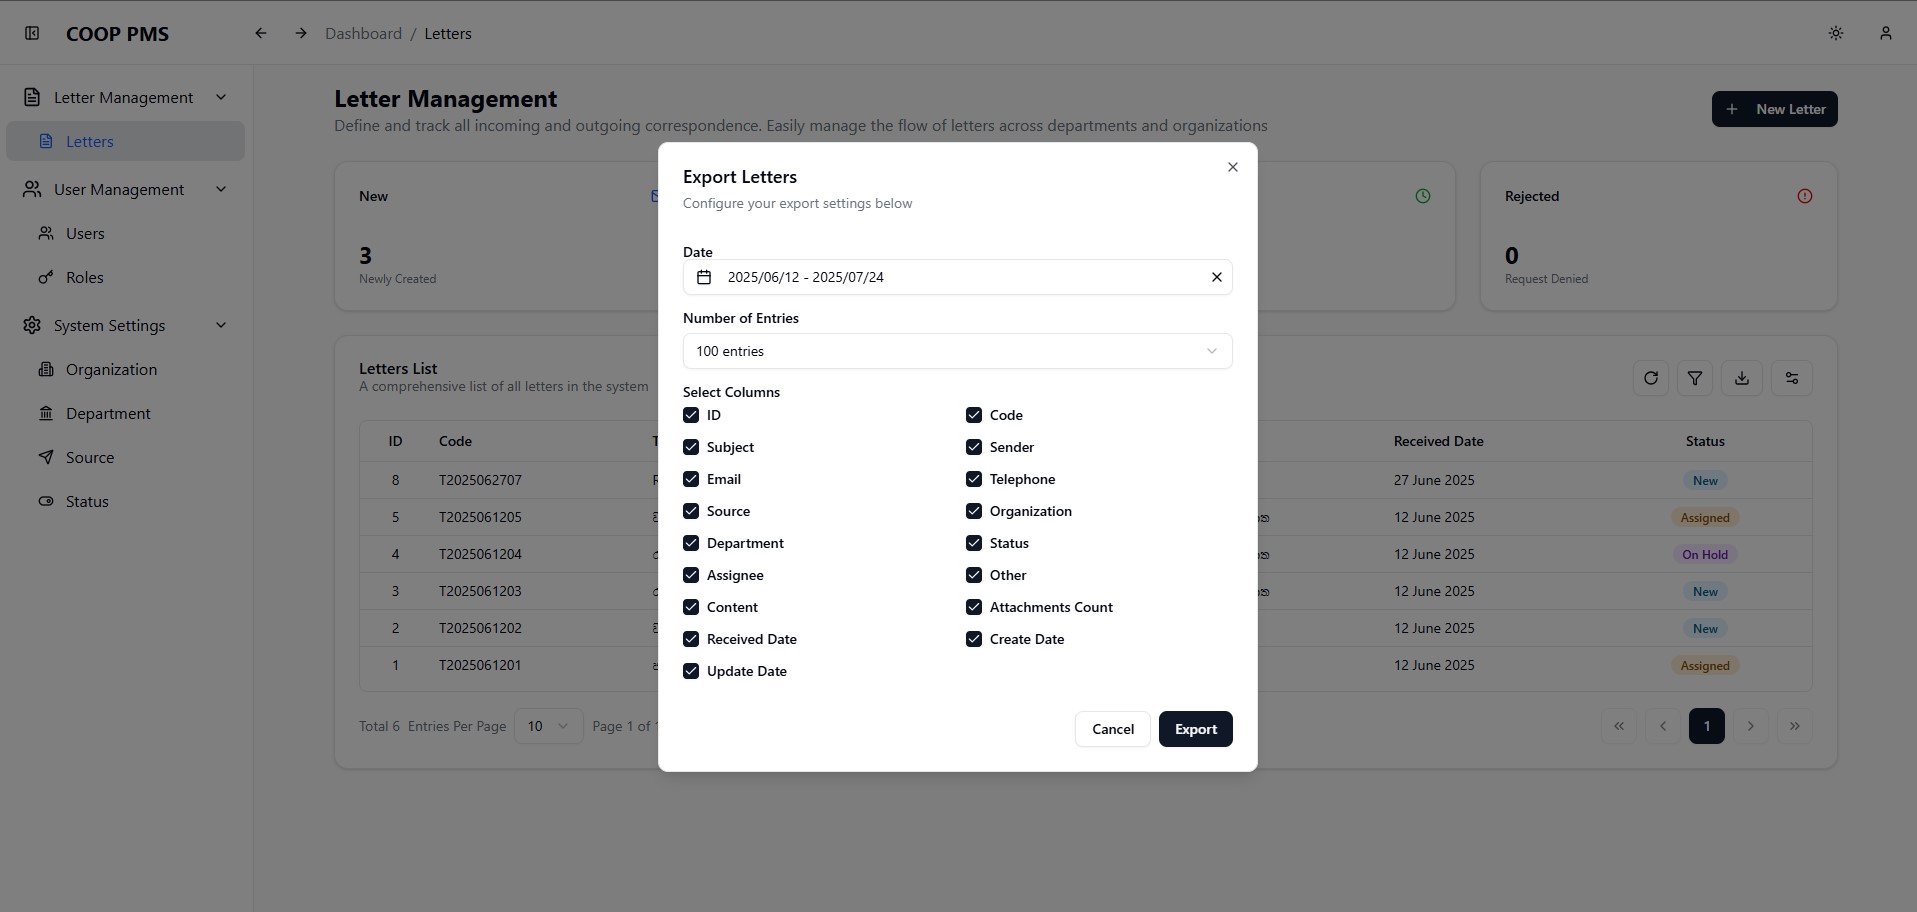 COOP PMS
Dashboard / Letters
Letter Management
Letters
User Management
Users
Roles
System Settings
Organization
Department
Source
Status
Letter Management
Define and track all incoming and outgoing correspondence. Easily manage the flow of letters across departments and organizations
New Letter
New
3
Newly Created
Rejected
0
Request Denied
Letters List
A comprehensive list of all letters in the system
ID Code Received Date Status
8 T2025062707 27 June 2025 New
5 T2025061205 12 June 2025 Assigned
4 T2025061204 12 June 2025 On Hold
3 T2025061203 12 June 2025 New
2 T2025061202 12 June 2025 New
1 T2025061201 12 June 2025 Assigned
Total 6 Entries Per Page 10 Page 1 of
1
Export Letters
Configure your export settings below
Date
2025/06/12 - 2025/07/24
Number of Entries
100 entries
Select Columns
ID Code
Subject Sender
Email Telephone
Source Organization
Department Status
Assignee Other
Content Attachments Count
Received Date Create Date
Update Date
Cancel Export